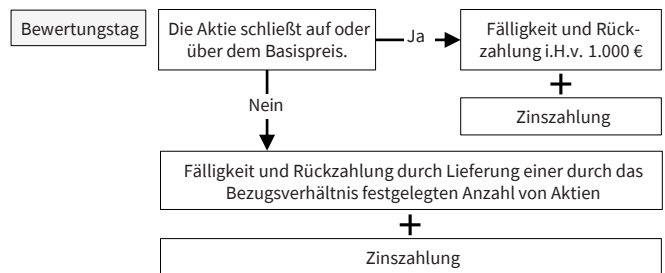 Bewertungstag
Die Aktie schließt auf oder
über dem Basispreis.
Ja
Fälligkeit und Rück-
zahlung i.H.v. 1.000 €
+
Zinszahlung
Nein
Fälligkeit und Rückzahlung durch Lieferung einer durch das
Bezugsverhältnis festgelegten Anzahl von Aktien
+
Zinszahlung